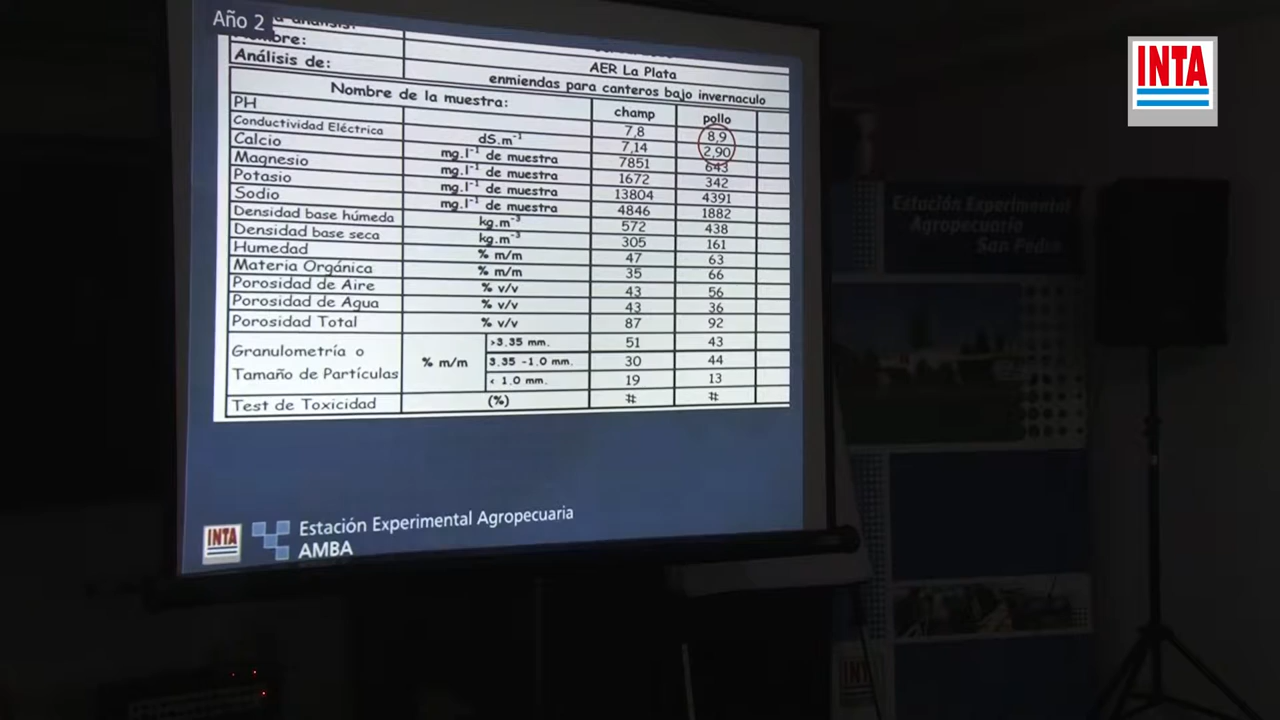 Año 2
análisis:
Nombre:
AER La Plata
Análisis de:
enmiendas para canteros bajo invernaculo
Nombre de la muestra:
champ
pollo
PH
7,8
8,9
Conductividad Eléctrica
dS.m⁻¹
7,14
2,90
Calcio
mg.l⁻¹ de muestra
7851
643
Magnesio
mg.l⁻¹ de muestra
1672
342
Potasio
mg.l⁻¹ de muestra
13804
4391
Sodio
mg.l⁻¹ de muestra
4846
1882
Densidad base húmeda
kg.m⁻³
572
438
Densidad base seca
kg.m⁻³
305
161
Humedad
% m/m
47
63
Materia Orgánica
% m/m
35
66
Porosidad de Aire
% v/v
43
56
Porosidad de Agua
% v/v
43
36
Porosidad Total
% v/v
87
92
Granulometría o
Tamaño de Partículas
% m/m
>3.35 mm.
51
43
3.35 -1.0 mm.
30
44
< 1.0 mm.
19
13
Test de Toxicidad
(%)
#
#
INTA
Estación Experimental Agropecuaria
AMBA
INTA
Estación Experimental
Agropecuaria
San Pedro
INTA